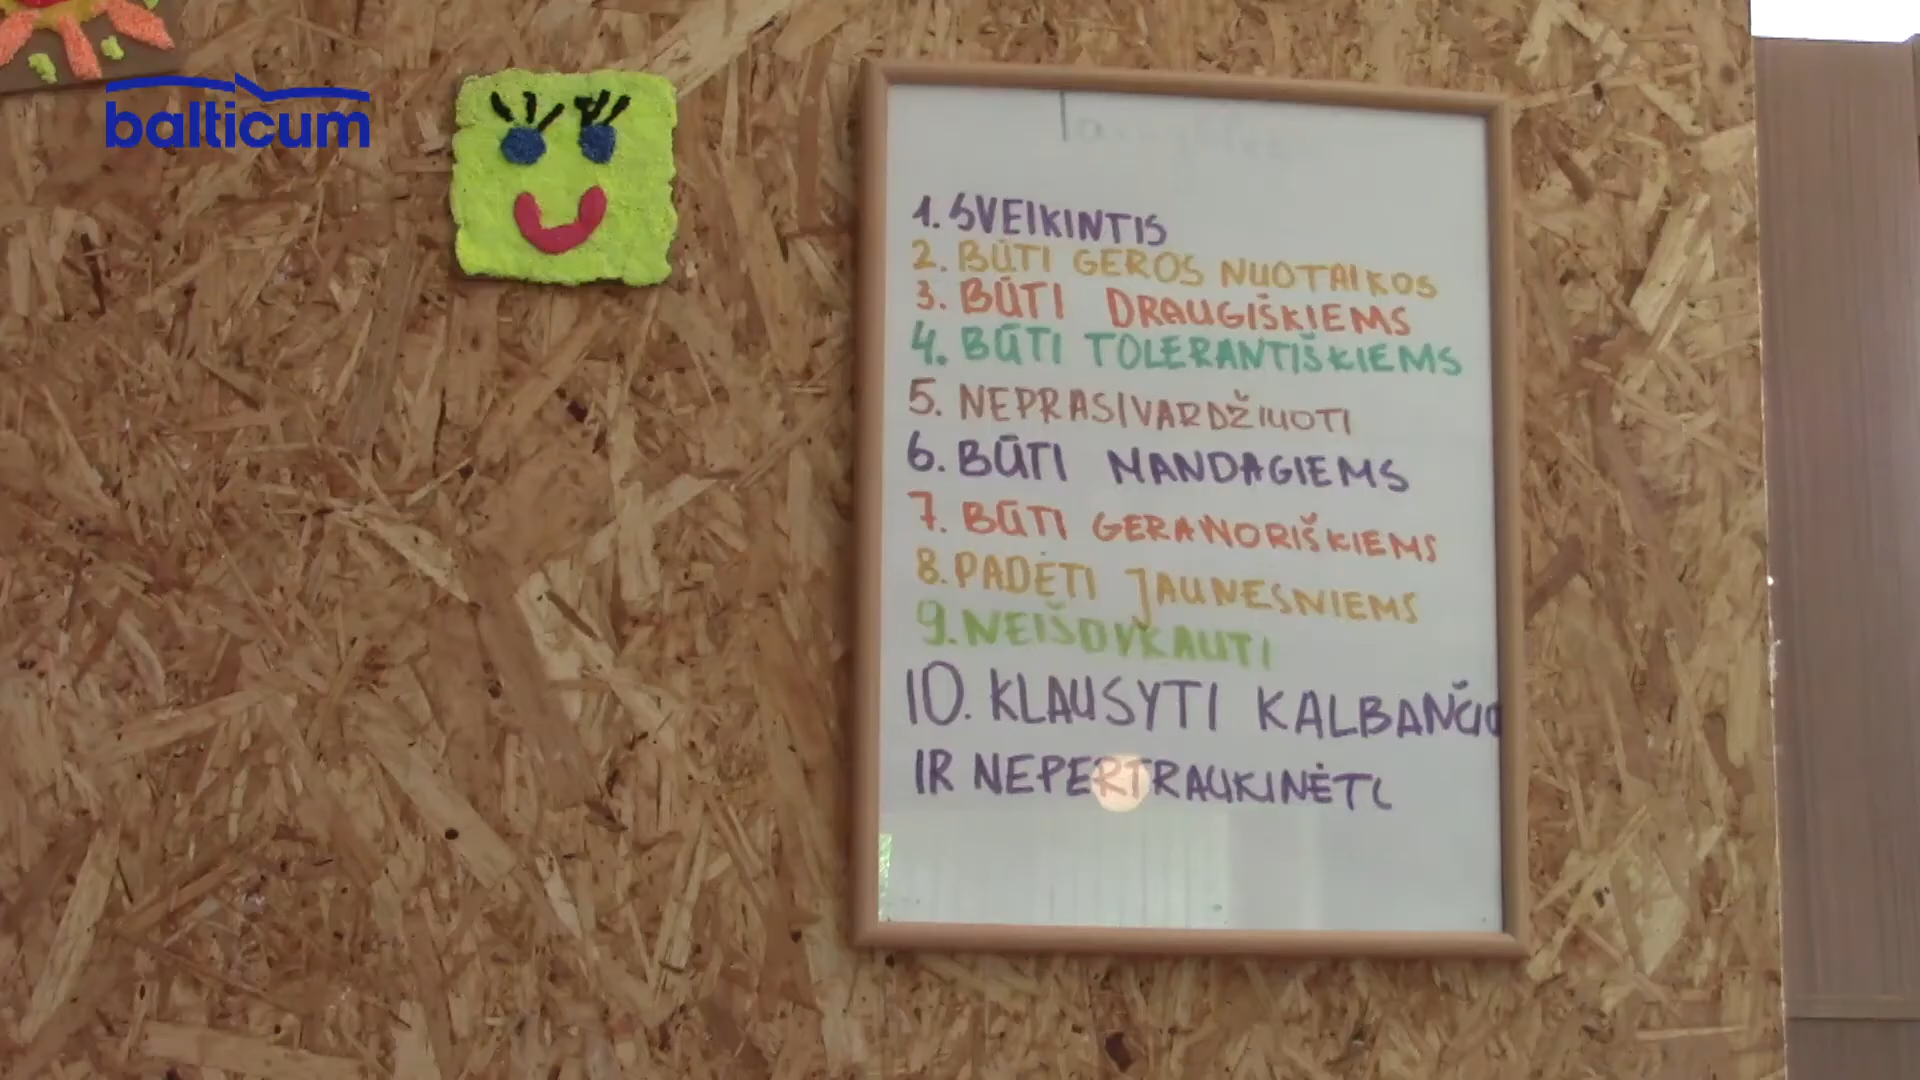 balticum
1. SVEIKINTIS
2. BŪTI GEROS NUOTAIKOS
3. BŪTI DRAUGIŠKIEMS
4. BŪTI TOLERANTIŠKIEMS
5. NEPRASIVARDŽIUOTI
6. BŪTI MANDAGIEMS
7. BŪTI GERANORIŠKIEMS
8. PADĖTI JAUNESNIEMS
9. NEIŠDYKAUTI
10. KLAUSYTI KALBANČIO
IR NEPERTRAUKINĖTI